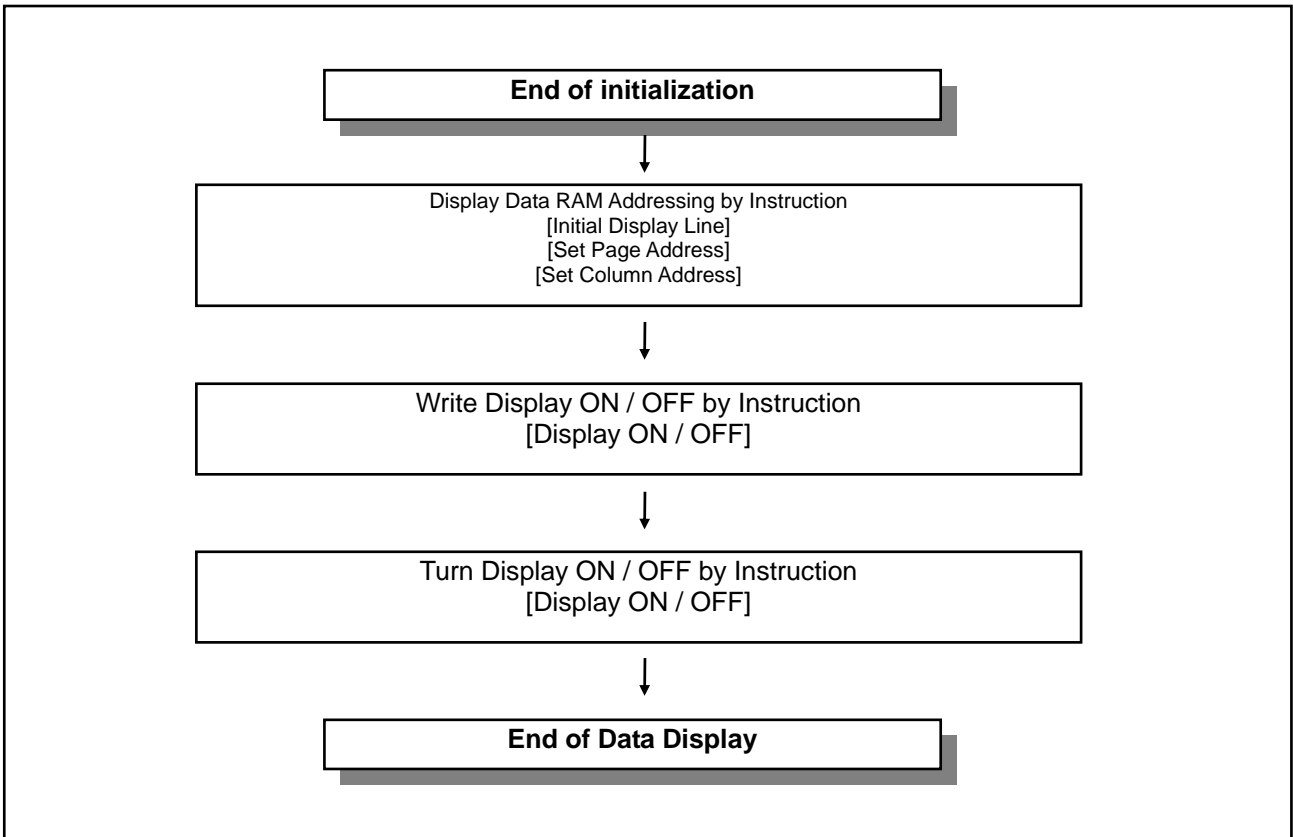 End of initialization
Display Data RAM Addressing by Instruction
[Initial Display Line]
[Set Page Address]
[Set Column Address]
Write Display ON / OFF by Instruction
[Display ON / OFF]
Turn Display ON / OFF by Instruction
[Display ON / OFF]
End of Data Display